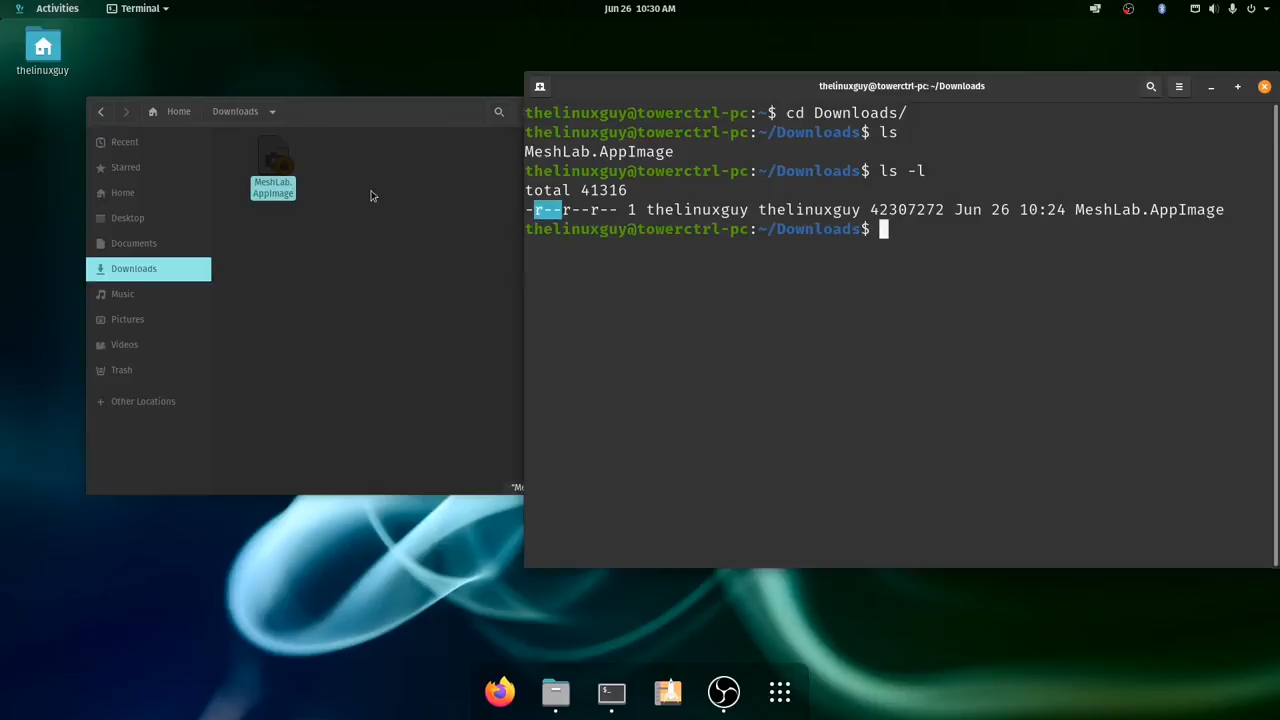 Activities
Terminal
Jun 26 10:30 AM
thelinuxguy
Home
Downloads
Recent
Starred
Home
Desktop
Documents
Downloads
Music
Pictures
Videos
Trash
+ Other Locations
MeshLab.
AppImage
"Me
thelinuxguy@towerctrl-pc: ~/Downloads
thelinuxguy@towerctrl-pc:~$ cd Downloads/
thelinuxguy@towerctrl-pc:~/Downloads$ ls
MeshLab.AppImage
thelinuxguy@towerctrl-pc:~/Downloads$ ls -l
total 41316
-r--r--r-- 1 thelinuxguy thelinuxguy 42307272 Jun 26 10:24 MeshLab.AppImage
thelinuxguy@towerctrl-pc:~/Downloads$